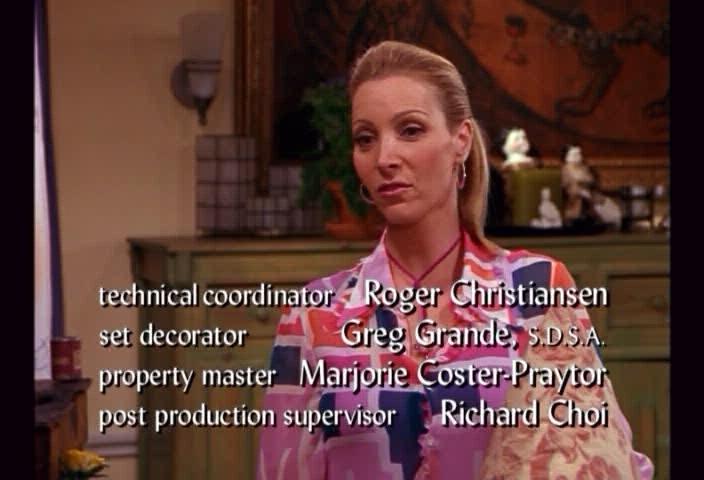 technical coordinator Roger Christiansen
set decorator Greg Grande, S.D.S.A.
property master Marjorie Coster-Praytor
post production supervisor Richard Choi